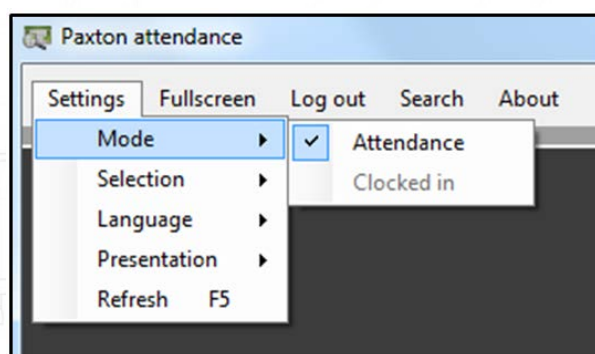 Paxton attendance
Settings Fullscreen Log out Search About
Mode
Attendance
Selection
Clocked in
Language
Presentation
Refresh F5